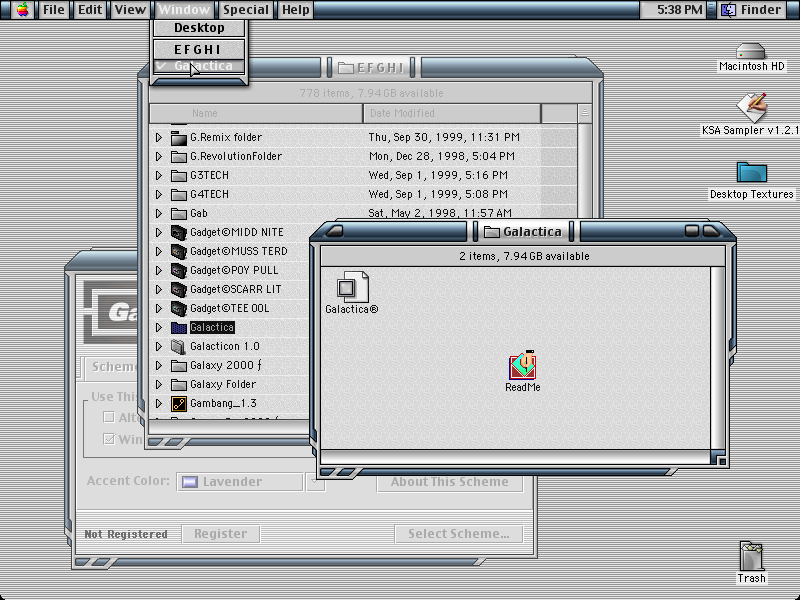 File Edit View Window Special Help 5:38 PM Finder
Desktop
E F G H I
✓ Galactica
E F G H I
778 items, 7.94 GB available
Name Date Modified
G.Remix folder Thu, Sep 30, 1999, 11:31 PM
G.RevolutionFolder Mon, Dec 28, 1998, 5:04 PM
G3TECH Wed, Sep 1, 1999, 5:16 PM
G4TECH Wed, Sep 1, 1999, 5:08 PM
Gab Sat, May 2, 1998, 11:57 AM
Gadget©MIDD NITE
Gadget©MUSS TERD
Gadget©POY PULL
Gadget©SCARR LIT
Gadget©TEE OOL
Galactica
Galacticon 1.0
Galaxy 2000 ƒ
Galaxy Folder
Gambang_1.3
Galactica
2 items, 7.94 GB available
Galactica®
ReadMe
Ga
Scheme
Use This
Alt
Win
Accent Color: Lavender About This Scheme
Not Registered Register Select Scheme...
Macintosh HD
KSA Sampler v1.2.1
Desktop Textures
Trash